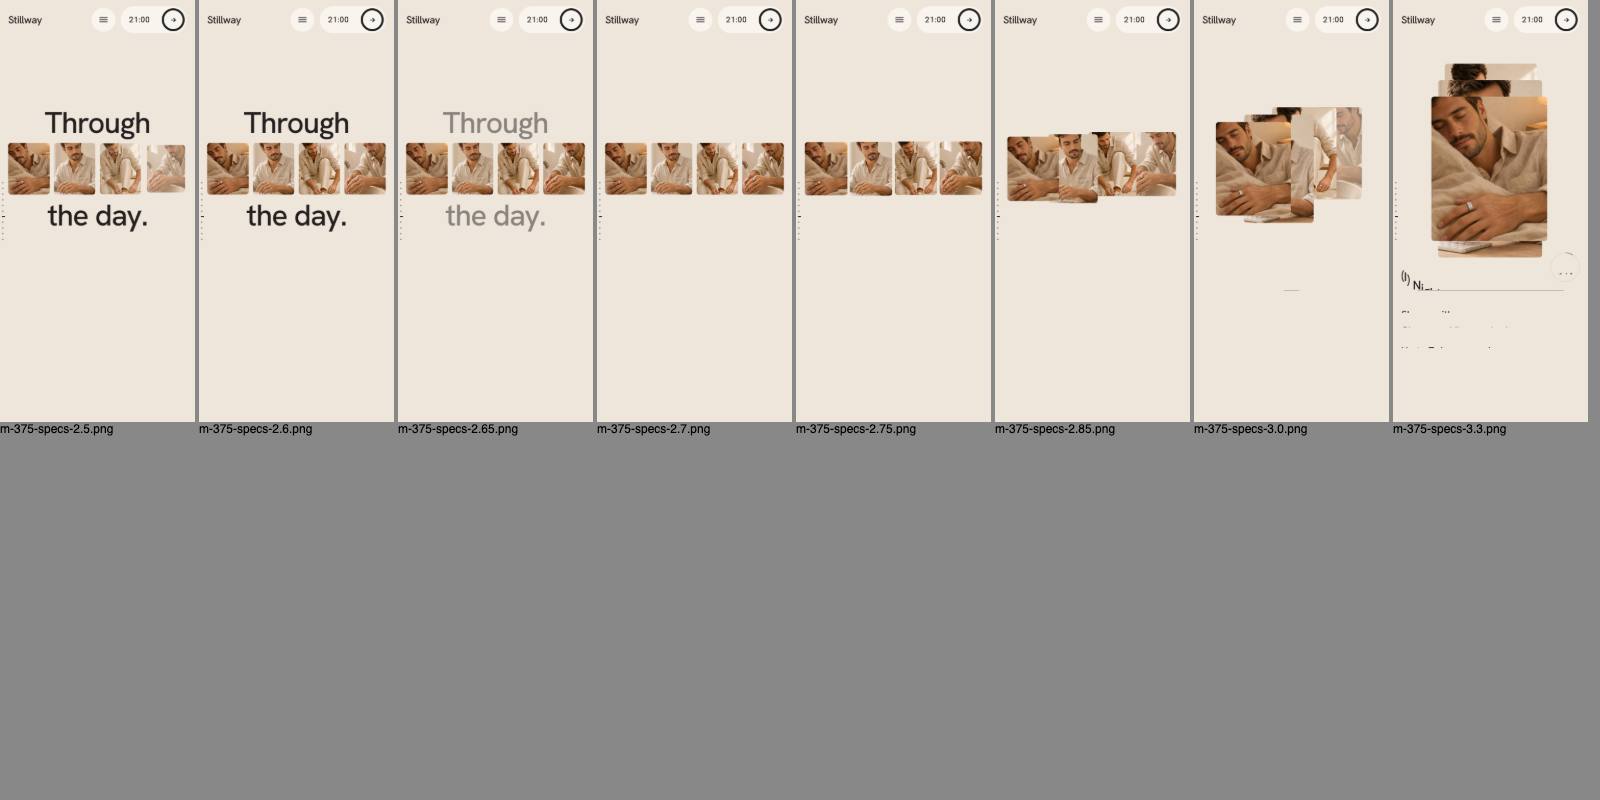 Stillway 21:00
Through
the day.
m-375-specs-2.5.png
Stillway 21:00
Through
the day.
m-375-specs-2.6.png
Stillway 21:00
Through
the day.
m-375-specs-2.65.png
Stillway 21:00
m-375-specs-2.7.png
Stillway 21:00
m-375-specs-2.75.png
Stillway 21:00
m-375-specs-2.85.png
Stillway 21:00
m-375-specs-3.0.png
Stillway 21:00
m-375-specs-3.3.png